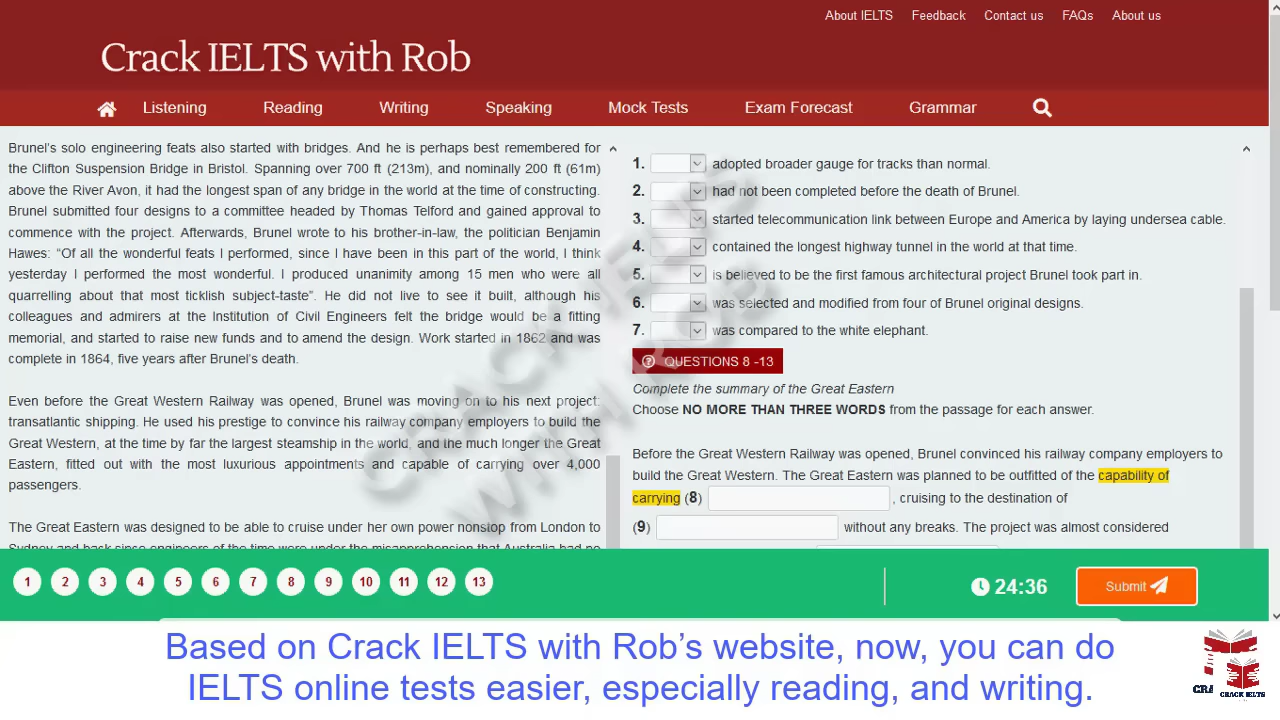 About IELTS Feedback Contact us FAQs About us
Crack IELTS with Rob
Listening Reading Writing Speaking Mock Tests Exam Forecast Grammar
Brunel's solo engineering feats also started with bridges. And he is perhaps best remembered for
the Clifton Suspension Bridge in Bristol. Spanning over 700 ft (213m), and nominally 200 ft (61m)
above the River Avon, it had the longest span of any bridge in the world at the time of constructing.
Brunel submitted four designs to a committee headed by Thomas Telford and gained approval to
commence with the project. Afterwards, Brunel wrote to his brother-in-law, the politician Benjamin
Hawes: “Of all the wonderful feats I performed, since I have been in this part of the world, I think
yesterday I performed the most wonderful. I produced unanimity among 15 men who were all
quarrelling about that most ticklish subject-taste”. He did not live to see it built, although his
colleagues and admirers at the Institution of Civil Engineers felt the bridge would be a fitting
memorial, and started to raise new funds and to amend the design. Work started in 1862 and was
complete in 1864, five years after Brunel's death.
Even before the Great Western Railway was opened, Brunel was moving on to his next project:
transatlantic shipping. He used his prestige to convince his railway company employers to build the
Great Western, at the time by far the largest steamship in the world, and the much longer the Great
Eastern, fitted out with the most luxurious appointments and capable of carrying over 4,000
passengers.
The Great Eastern was designed to be able to cruise under her own power nonstop from London to
Sydney and back since engineers of the time were under the misapprehension that Australia had no
1. adopted broader gauge for tracks than normal.
2. had not been completed before the death of Brunel.
3. started telecommunication link between Europe and America by laying undersea cable.
4. contained the longest highway tunnel in the world at that time.
5. is believed to be the first famous architectural project Brunel took part in.
6. was selected and modified from four of Brunel original designs.
7. was compared to the white elephant.
QUESTIONS 8 -13
Complete the summary of the Great Eastern
Choose NO MORE THAN THREE WORDS from the passage for each answer.
Before the Great Western Railway was opened, Brunel convinced his railway company employers to
build the Great Western. The Great Eastern was planned to be outfitted of the capability of
carrying (8) , cruising to the destination of
(9) without any breaks. The project was almost considered
CRACK IELTS
WITH ROB
1 2 3 4 5 6 7 8 9 10 11 12 13
24:36 Submit
Based on Crack IELTS with Rob's website, now, you can do
IELTS online tests easier, especially reading, and writing.
CRACK IELTS